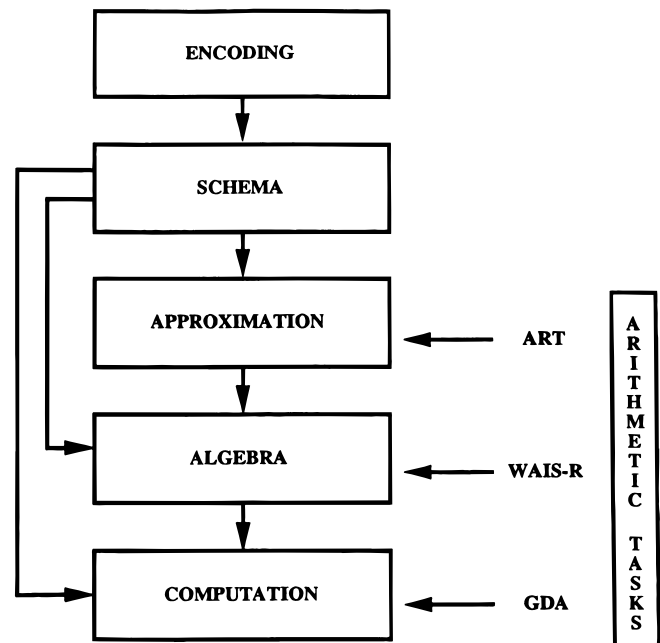 ENCODING
SCHEMA
APPROXIMATION
ART
ALGEBRA
WAIS-R
COMPUTATION
GDA
ARITHMETIC TASKS